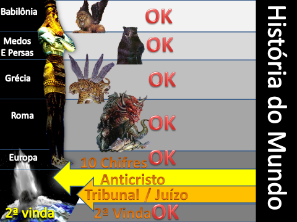 Babilônia
OK
Medos
E Persas
OK
Grécia
OK
Roma
OK
Europa
10 Chifres OK
Anticristo
Tribunal / Juízo
2ª vinda
2ª Vinda OK
História do Mundo